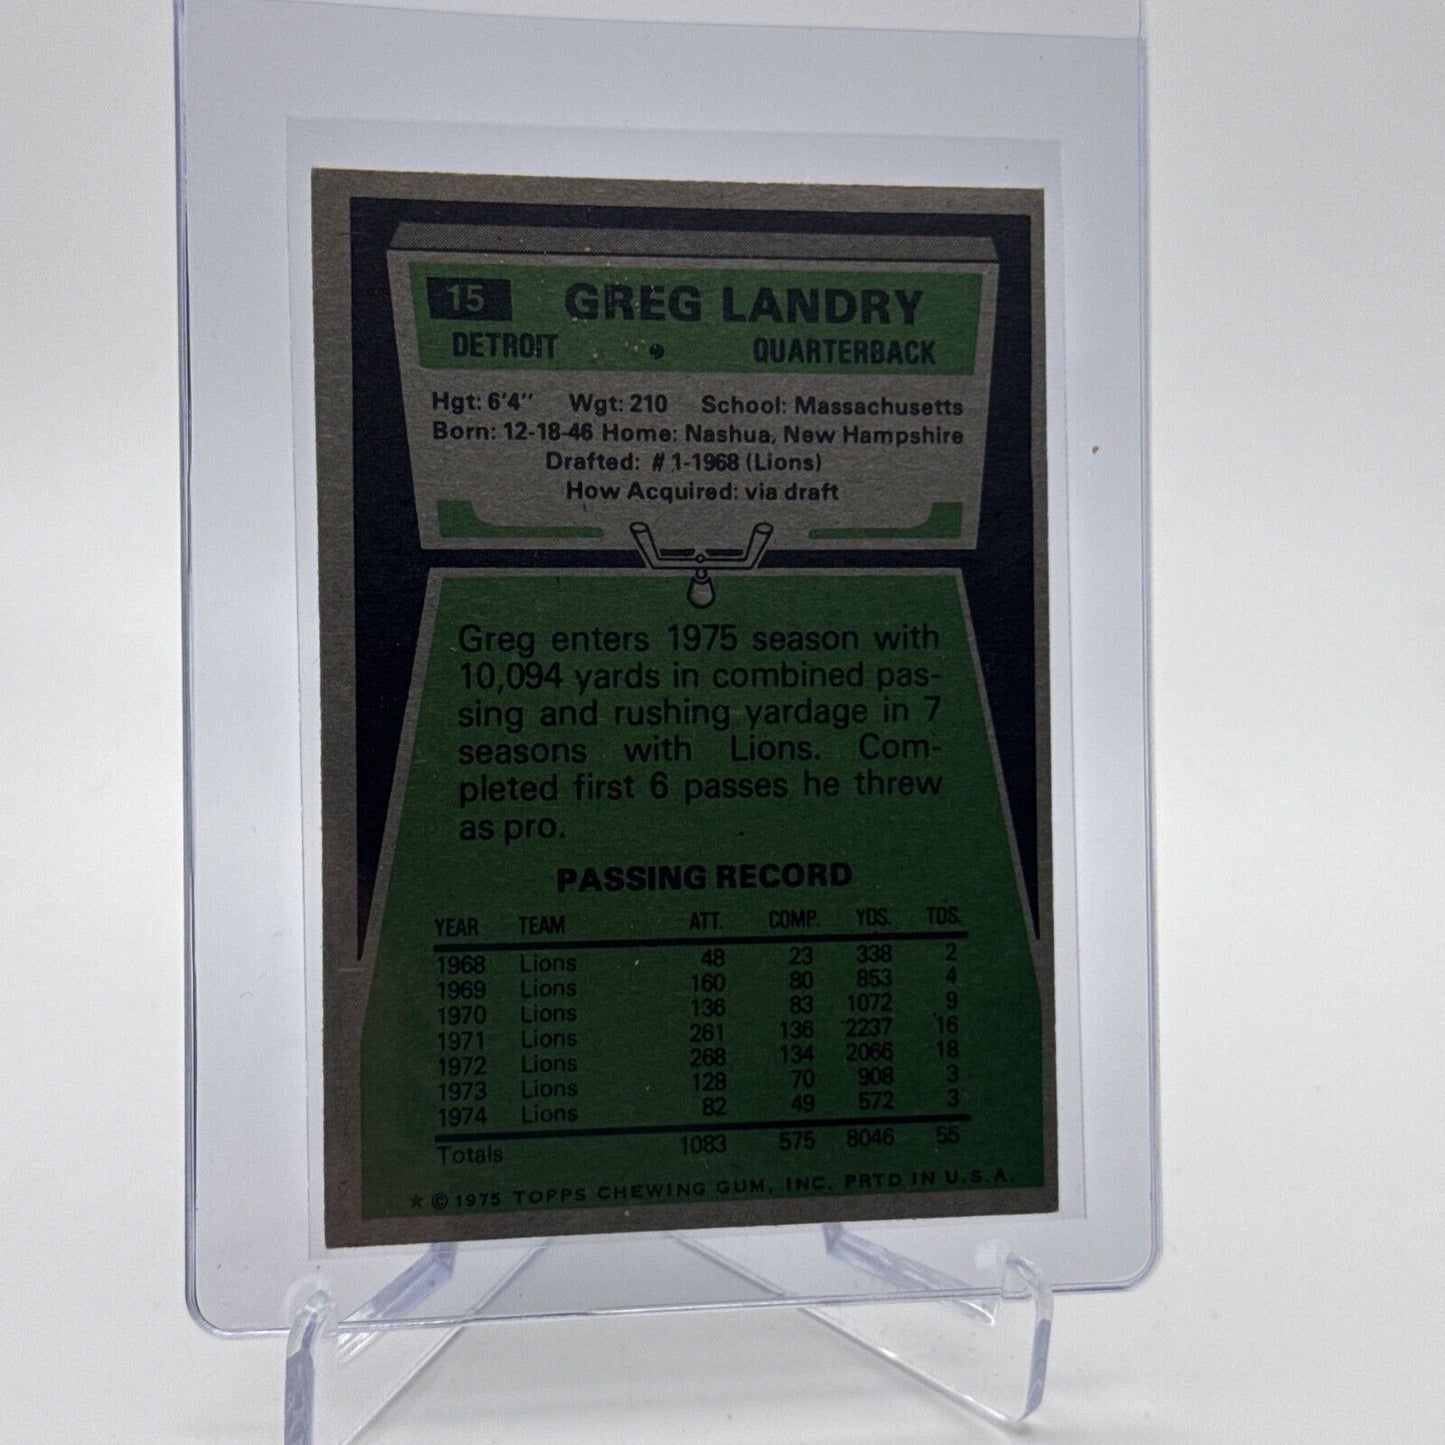 15 GREG LANDRY
DETROIT • QUARTERBACK
Hgt: 6'4" Wgt: 210 School: Massachusetts
Born: 12-18-46 Home: Nashua, New Hampshire
Drafted: #1-1968 (Lions)
How Acquired: via draft
Greg enters 1975 season with
10,094 yards in combined pas-
sing and rushing yardage in 7
seasons with Lions. Com-
pleted first 6 passes he threw
as pro.
PASSING RECORD
YEAR TEAM ATT. COMP. YDS. TDS.
1968 Lions 48 23 338 2
1969 Lions 160 80 853 4
1970 Lions 136 83 1072 9
1971 Lions 261 136 2237 16
1972 Lions 268 134 2066 18
1973 Lions 128 70 908 3
1974 Lions 82 49 572 3
Totals 1083 575 8046 55
* © 1975 TOPPS CHEWING GUM, INC. PRTD IN U.S.A.